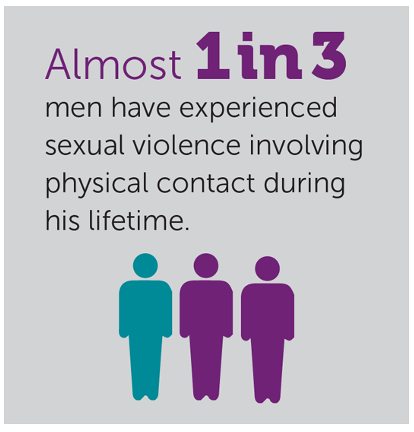 Almost 1 in 3
men have experienced
sexual violence involving
physical contact during
his lifetime.